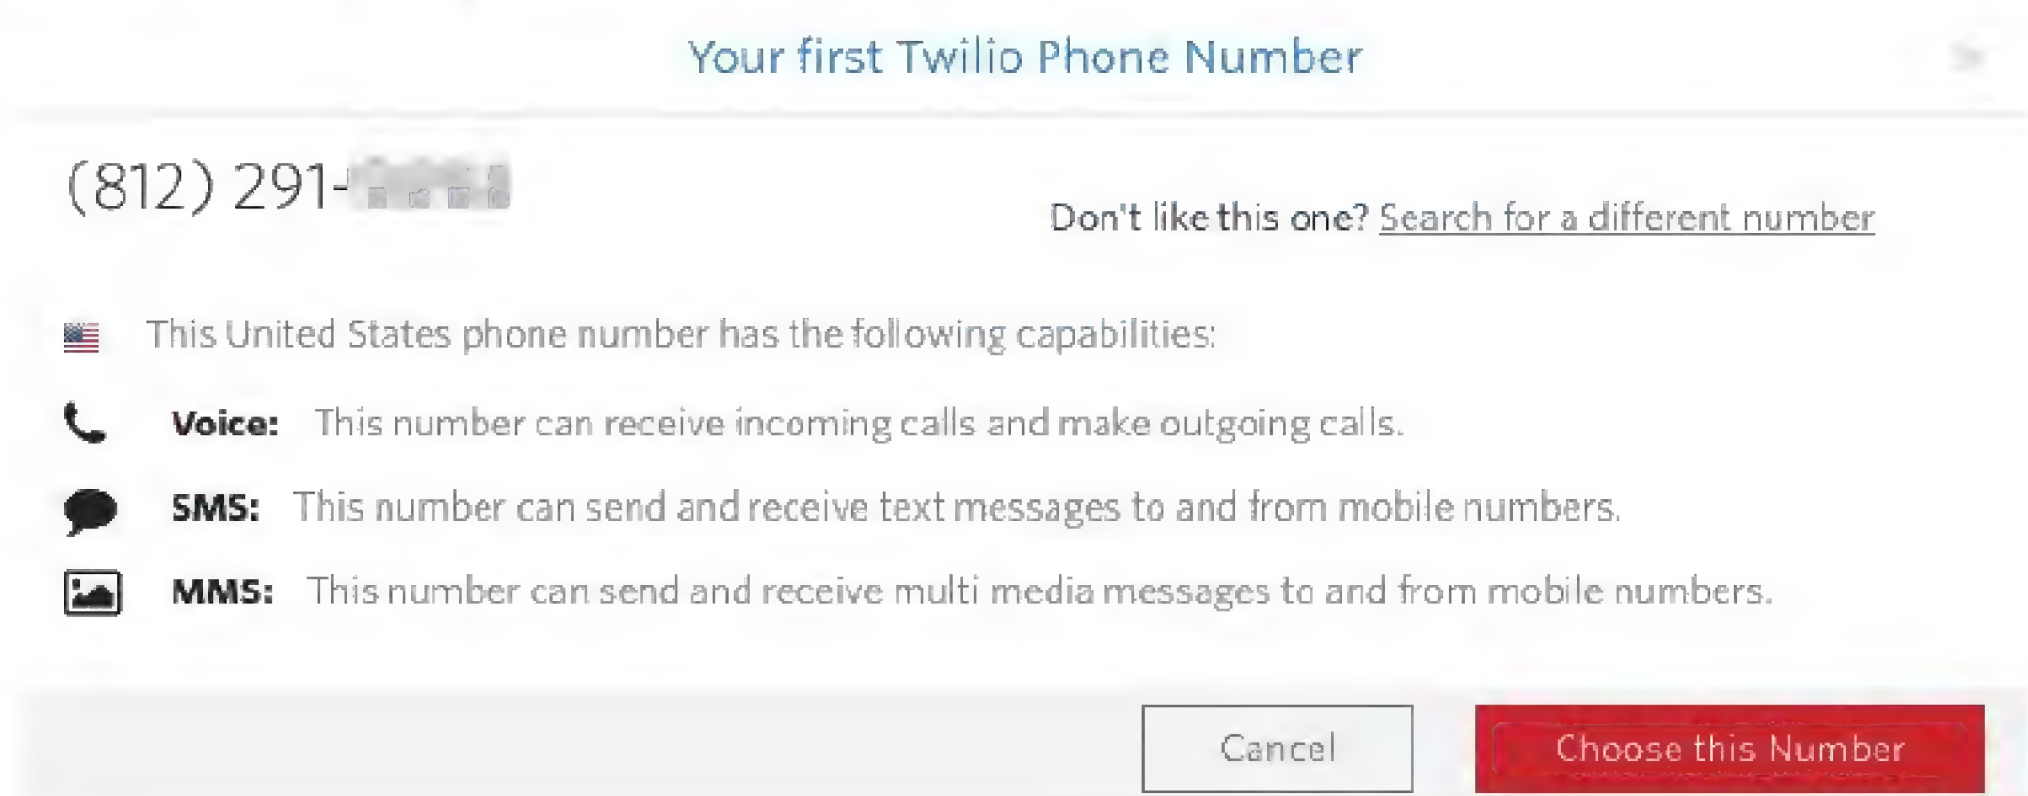 Your first Twilio Phone Number
(812) 291-
Don't like this one? Search for a different number
This United States phone number has the following capabilities:
Voice: This number can receive incoming calls and make outgoing calls.
SMS: This number can send and receive text messages to and from mobile numbers.
MMS: This number can send and receive multi media messages to and from mobile numbers.
Cancel
Choose this Number